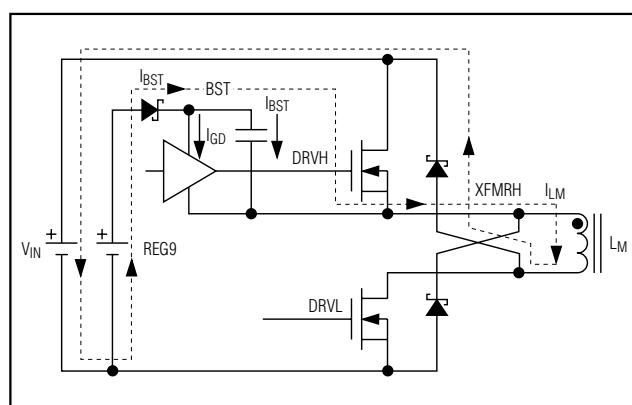 I_BST BST I_BST
I_GD
DRVH
XFMRH I_LM
+ +
V_IN REG9 L_M
DRVL